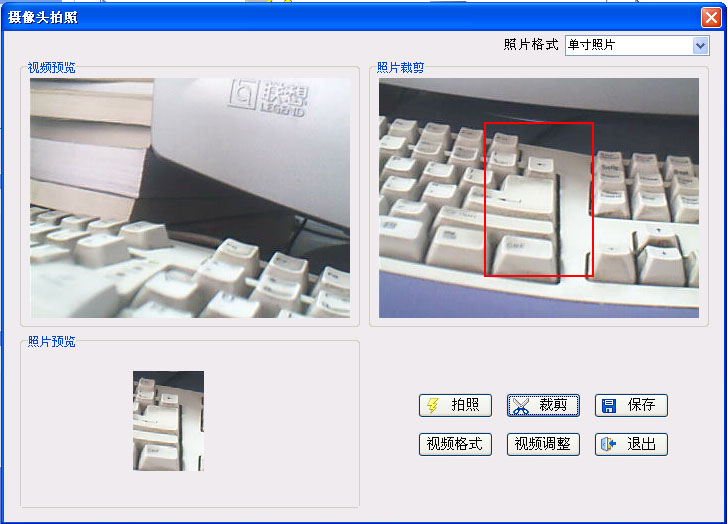 摄像头拍照
照片格式 单寸照片
视频预览
照片裁剪
联想
LEGEND
照片预览
拍照
裁剪
保存
视频格式
视频调整
退出